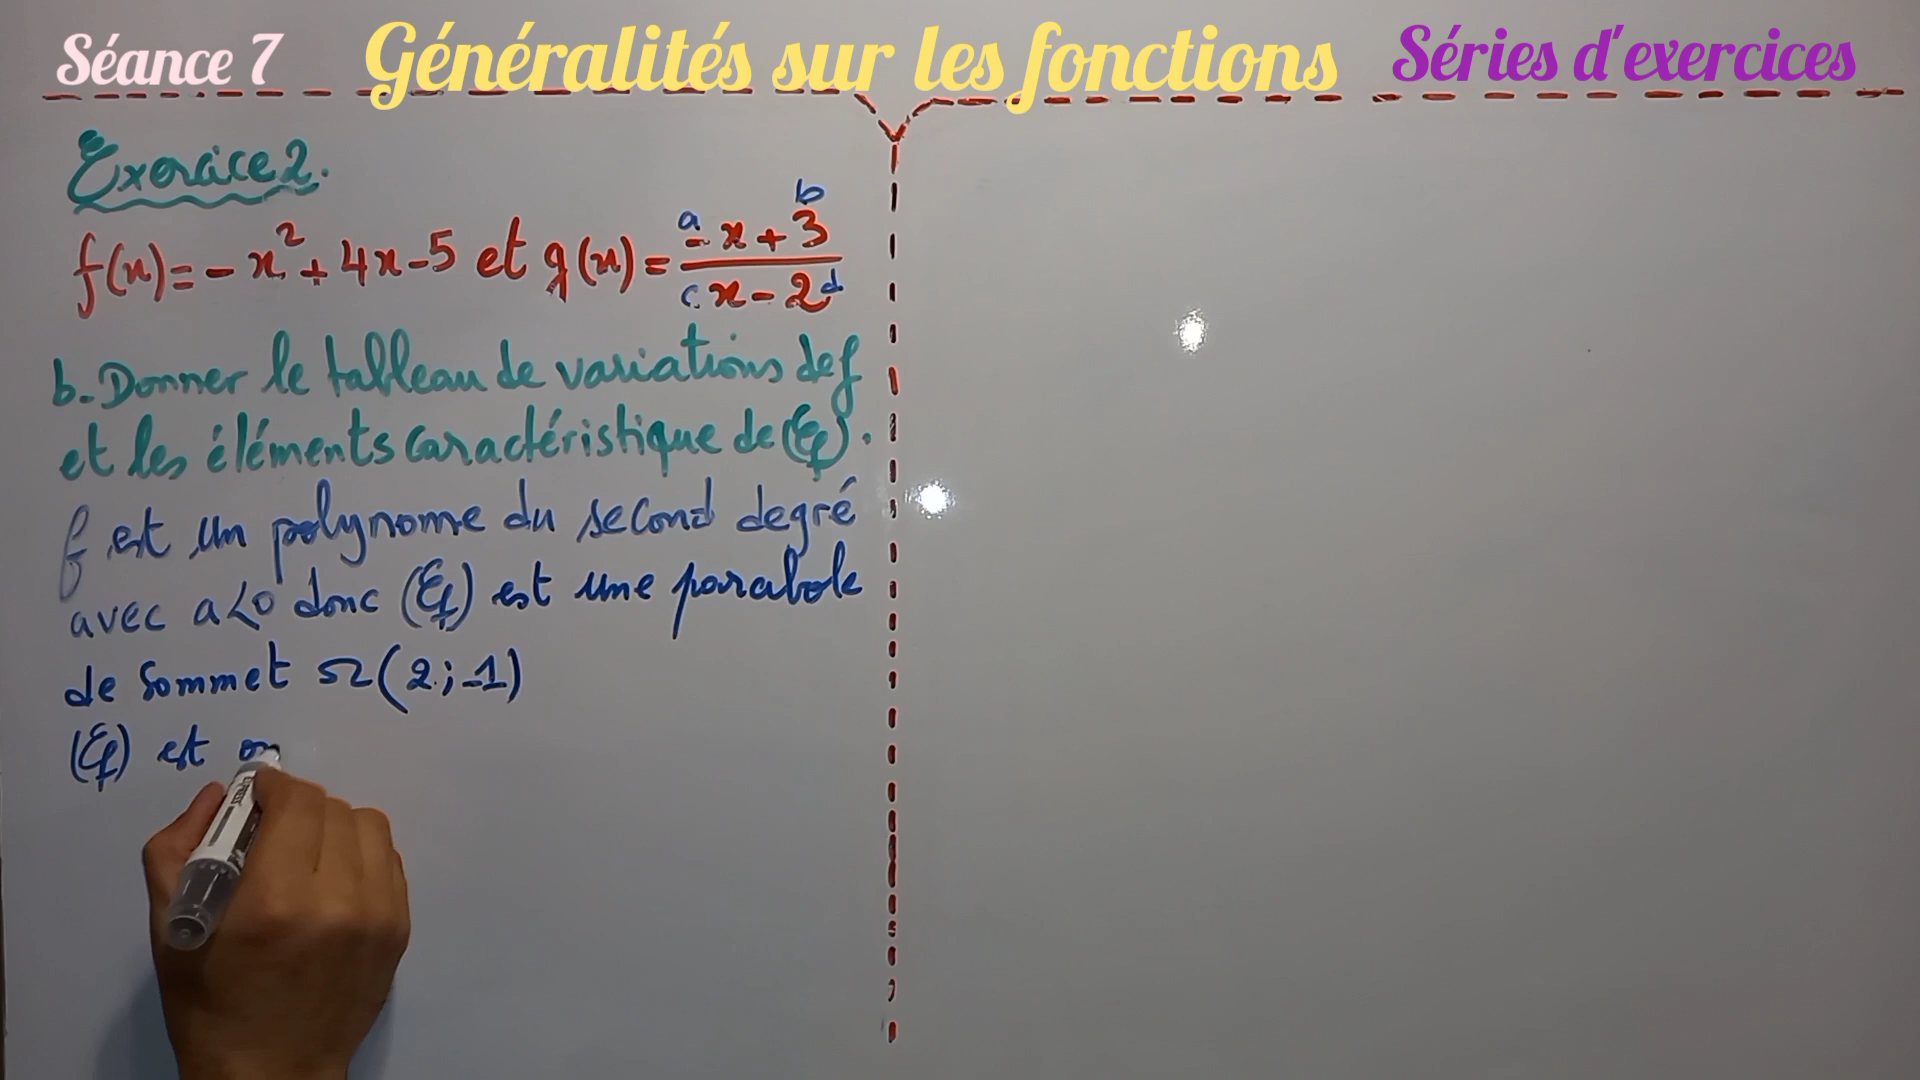 Séance 7 Généralités sur les fonctions Séries d'exercices
Exercice 2.
f(x) = -x² + 4x - 5 et g(x) = (-x + 3)/(x - 2)
a b
c d
b. Donner le tableau de variations de f
et les éléments caractéristique de (Cf).
f est un polynome du second degré
avec a<0 donc (Cf) est une parabole
de sommet Ω(2 ; -1)
(Cf) est or